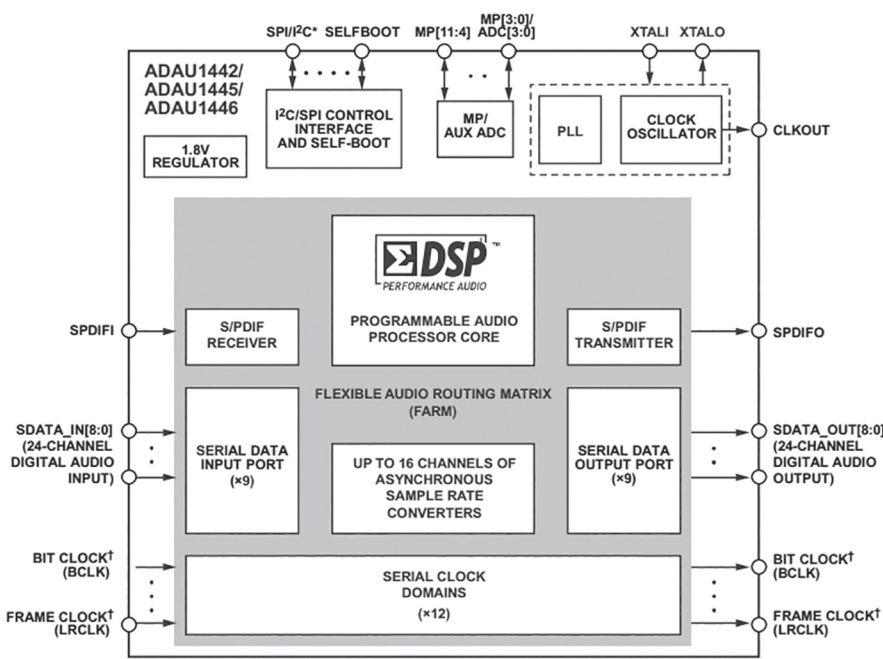 SPI/I²C* SELFBOOT MP[11:4] MP[3:0]/
ADC[3:0] XTALI XTALO
ADAU1442/
ADAU1445/
ADAU1446
I²C/SPI CONTROL
INTERFACE
AND SELF-BOOT
MP/
AUX ADC
PLL
CLOCK
OSCILLATOR
CLKOUT
1.8V
REGULATOR
ΣDSP™
PERFORMANCE AUDIO
PROGRAMMABLE AUDIO
PROCESSOR CORE
SPDIFI
S/PDIF
RECEIVER
S/PDIF
TRANSMITTER
SPDIFO
FLEXIBLE AUDIO ROUTING MATRIX
(FARM)
SDATA_IN[8:0]
(24-CHANNEL
DIGITAL AUDIO
INPUT)
SERIAL DATA
INPUT PORT
(×9)
UP TO 16 CHANNELS OF
ASYNCHRONOUS
SAMPLE RATE
CONVERTERS
SERIAL DATA
OUTPUT PORT
(×9)
SDATA_OUT[8:0]
(24-CHANNEL
DIGITAL AUDIO
OUTPUT)
BIT CLOCK†
(BCLK)
SERIAL CLOCK
DOMAINS
(×12)
BIT CLOCK†
(BCLK)
FRAME CLOCK†
(LRCLK)
FRAME CLOCK†
(LRCLK)